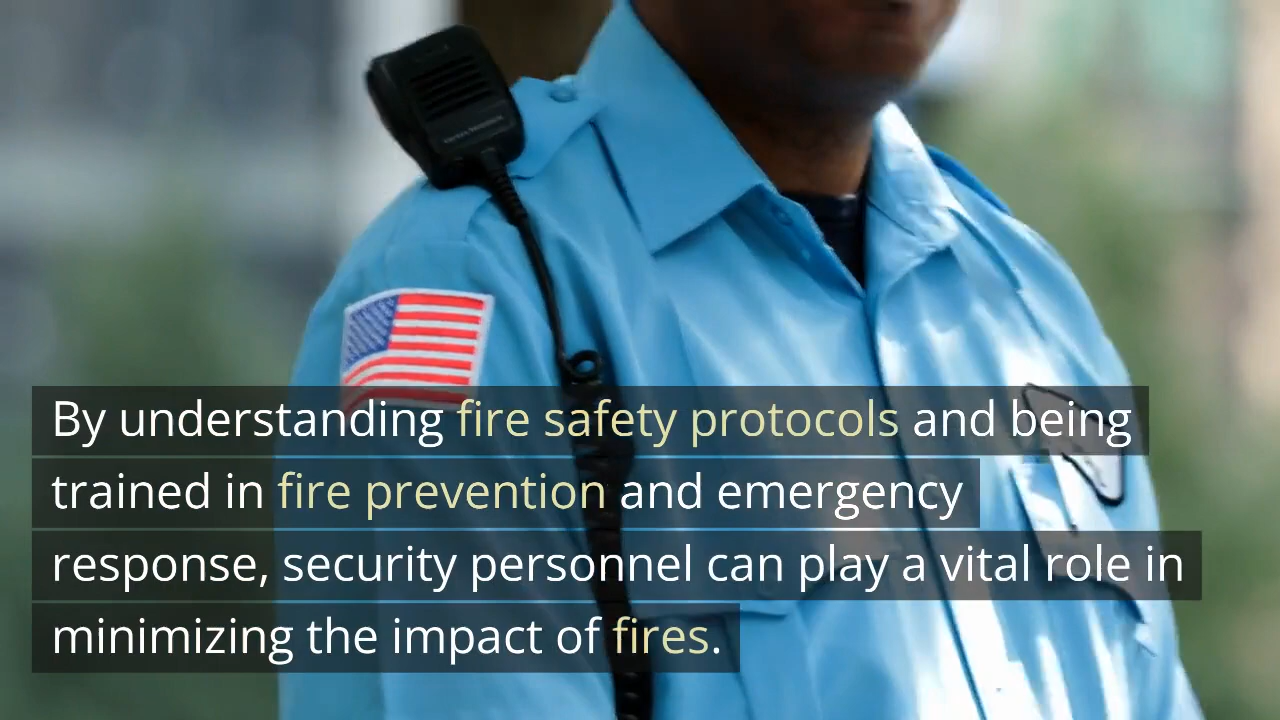 By understanding fire safety protocols and being
trained in fire prevention and emergency
response, security personnel can play a vital role in
minimizing the impact of fires.